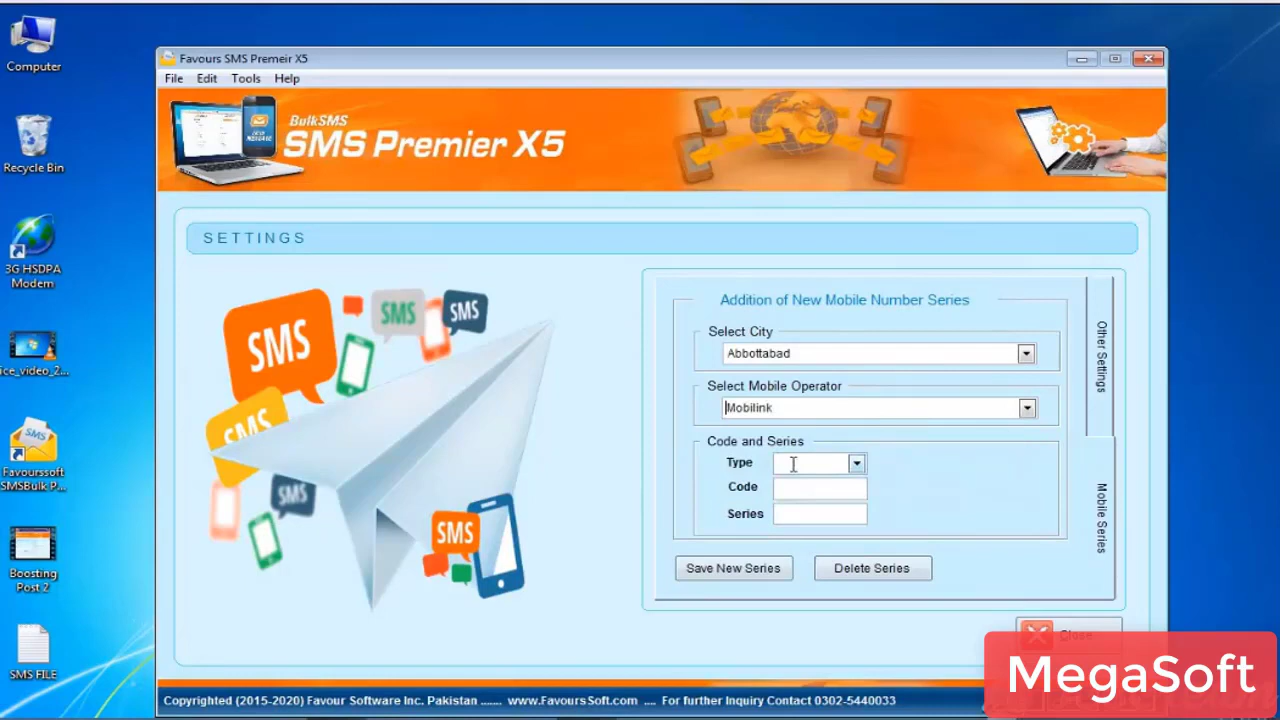 Computer
Recycle Bin
3G HSDPA
Modem
ice_video_2...
Favourssoft
SMSBulk P...
Boosting
Post 2
SMS FILE
Favours SMS Premeir X5
File Edit Tools Help
BulkSMS
SMS Premier X5
SETTINGS
SMS
SMS
SMS
SMS
SMS
SMS
SMS
Addition of New Mobile Number Series
Select City
Abbottabad
Select Mobile Operator
Mobilink
Code and Series
Type
Code
Series
Save New Series Delete Series
Other Settings
Mobile Series
Close
Copyrighted (2015-2020) Favour Software Inc. Pakistan ....... www.FavoursSoft.com .... For further Inquiry Contact 0302-5440033
MegaSoft